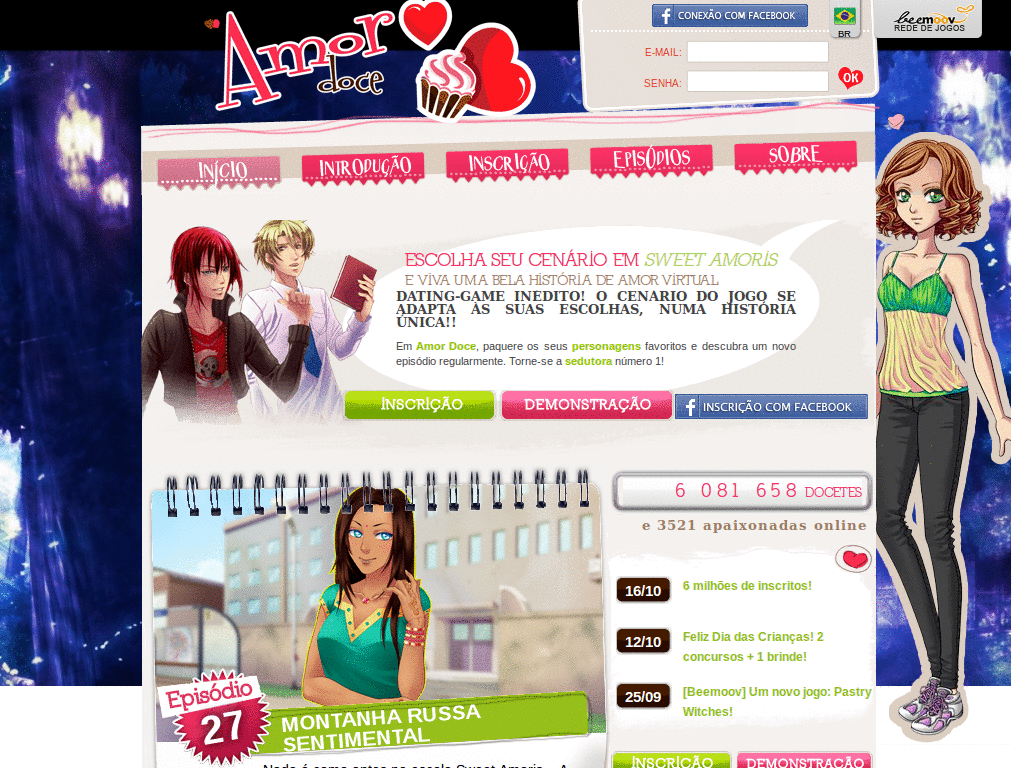 Amor doce
CONEXÃO COM FACEBOOK
BR
beemoov
REDE DE JOGOS
E-MAIL:
SENHA:
OK
INÍCIO
INTRODUÇÃO
INSCRIÇÃO
EPISÓDIOS
SOBRE
ESCOLHA SEU CENÁRIO EM SWEET AMORIS
E VIVA UMA BELA HISTÓRIA DE AMOR VIRTUAL
DATING-GAME INEDITO! O CENARIO DO JOGO SE
ADAPTA AS SUAS ESCOLHAS, NUMA HISTÓRIA
ÚNICA!!
Em Amor Doce, paquere os seus personagens favoritos e descubra um novo
episódio regularmente. Torne-se a sedutora número 1!
INSCRIÇÃO
DEMONSTRAÇÃO
INSCRIÇÃO COM FACEBOOK
6 081 658 DOCETES
e 3521 apaixonadas online
16/10
6 milhões de inscritos!
12/10
Feliz Dia das Crianças! 2
concursos + 1 brinde!
25/09
[Beemoov] Um novo jogo: Pastry
Witches!
Episódio
27
MONTANHA RUSSA
SENTIMENTAL
INSCRIÇÃO
DEMONSTRAÇÃO